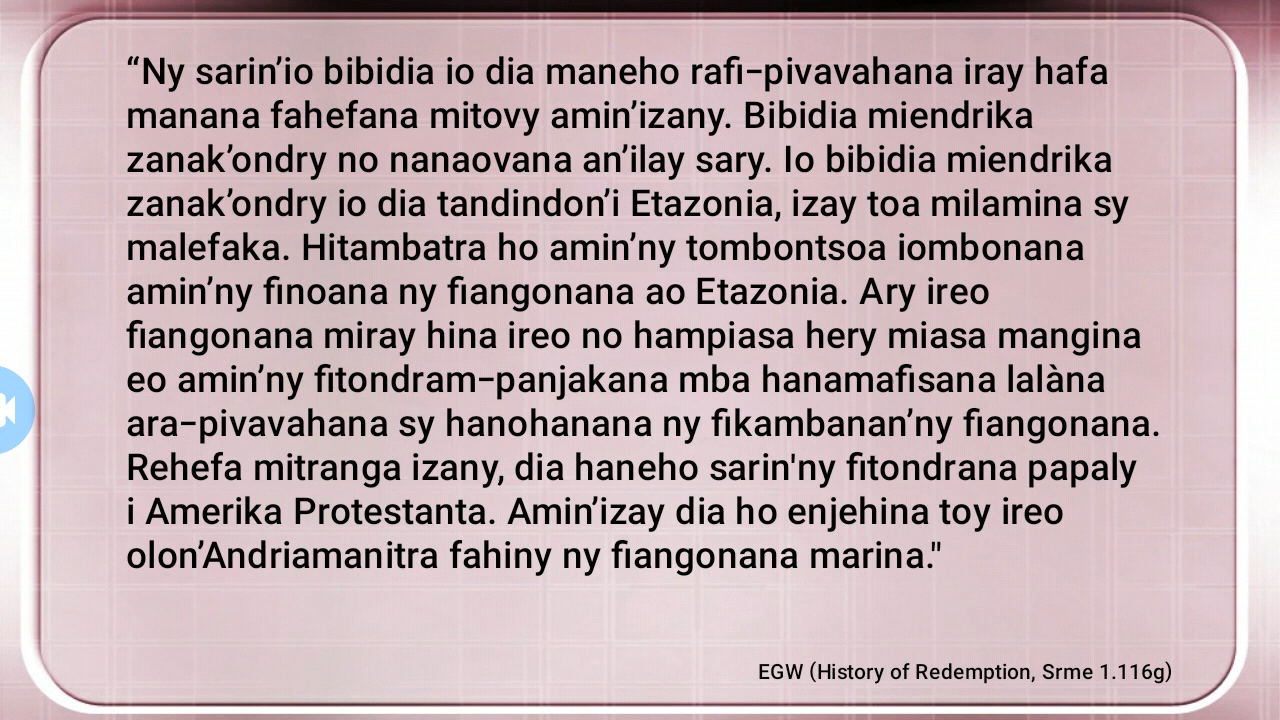 “Ny sarin’io bibidia io dia maneho rafi-pivavahana iray hafa
manana fahefana mitovy amin’izany. Bibidia miendrika
zanak’ondry no nanaovana an’ilay sary. Io bibidia miendrika
zanak’ondry io dia tandindon’i Etazonia, izay toa milamina sy
malefaka. Hitambatra ho amin’ny tombontsoa iombonana
amin’ny finoana ny fiangonana ao Etazonia. Ary ireo
fiangonana miray hina ireo no hampiasa hery miasa mangina
eo amin’ny fitondram-panjakana mba hanamafisana lalàna
ara-pivavahana sy hanohanana ny fikambanan’ny fiangonana.
Rehefa mitranga izany, dia haneho sarin'ny fitondrana papaly
i Amerika Protestanta. Amin’izay dia ho enjehina toy ireo
olon’Andriamanitra fahiny ny fiangonana marina."
EGW (History of Redemption, Srme 1.116g)